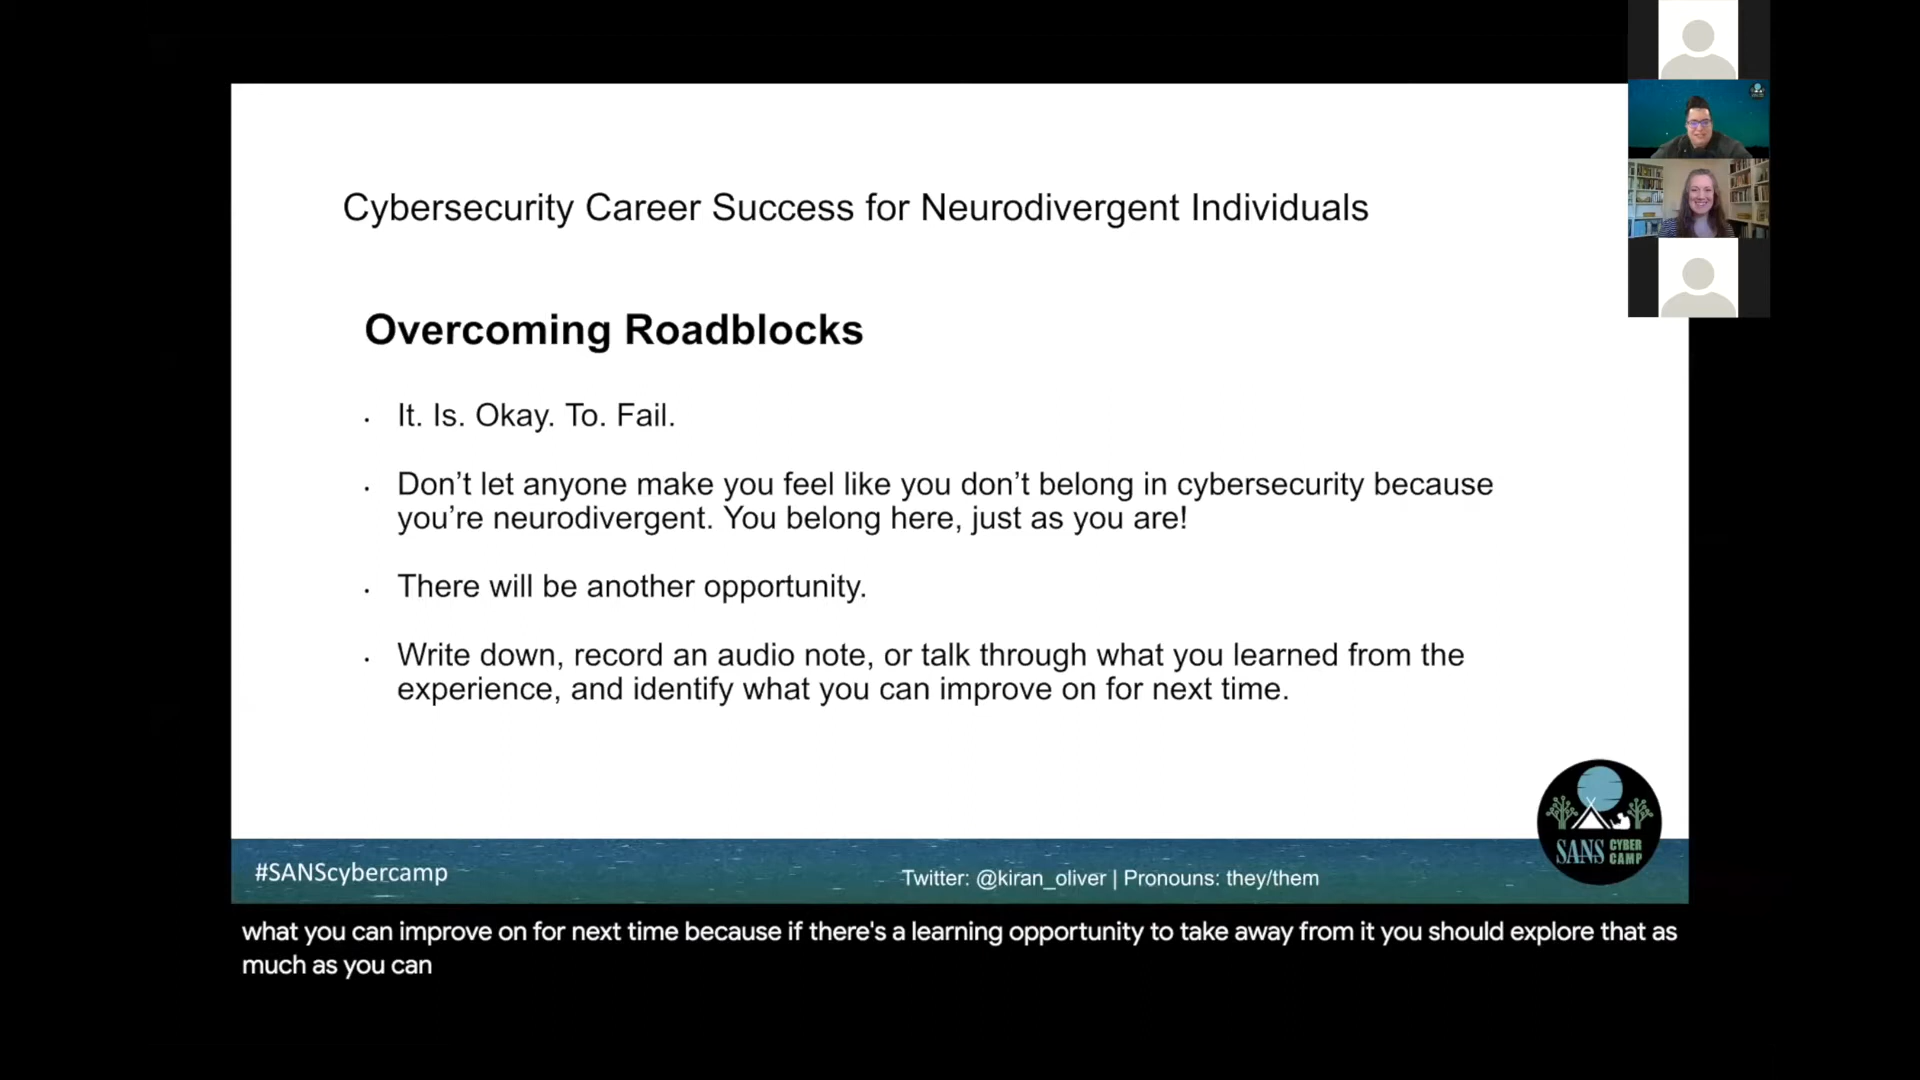 Cybersecurity Career Success for Neurodivergent Individuals
Overcoming Roadblocks
• It. Is. Okay. To. Fail.
• Don’t let anyone make you feel like you don’t belong in cybersecurity because
you’re neurodivergent. You belong here, just as you are!
• There will be another opportunity.
• Write down, record an audio note, or talk through what you learned from the
experience, and identify what you can improve on for next time.
SANS CYBER CAMP
#SANScybercamp
Twitter: @kiran_oliver | Pronouns: they/them
what you can improve on for next time because if there's a learning opportunity to take away from it you should explore that as
much as you can